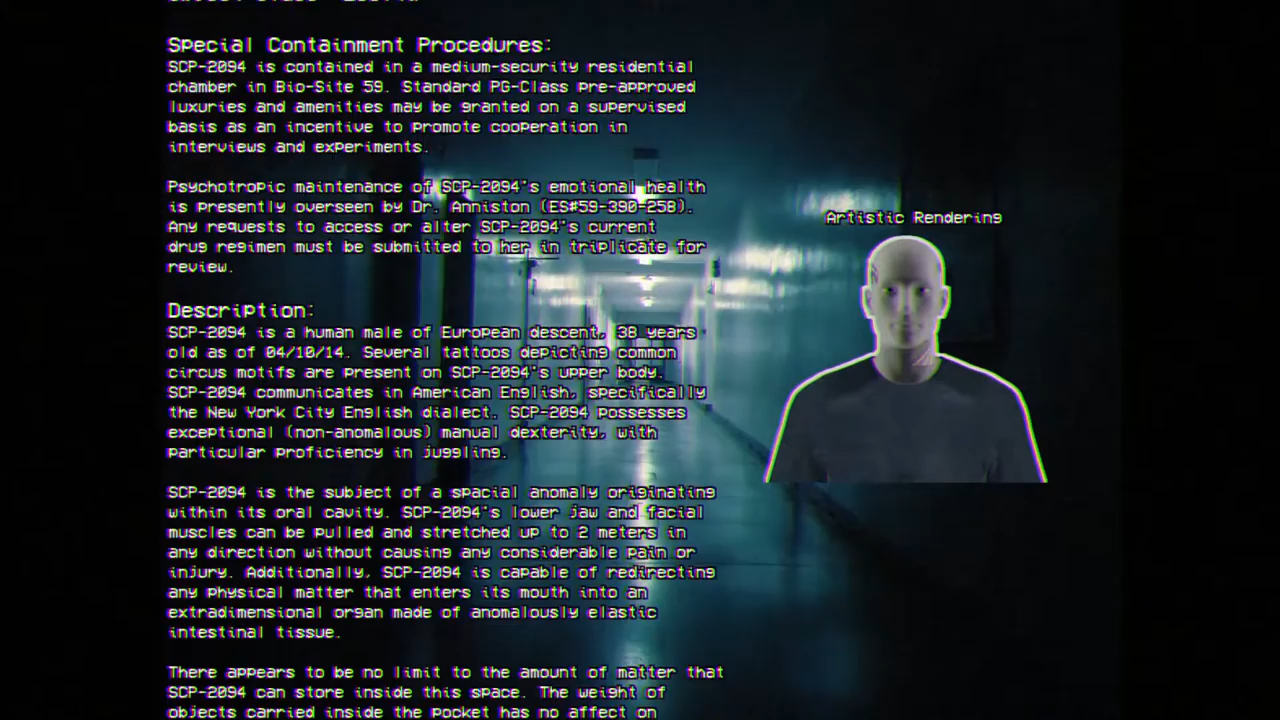 Special Containment Procedures:
SCP-2094 is contained in a medium-security residential
chamber in Bio-Site 59. Standard PG-Class pre-approved
luxuries and amenities may be granted on a supervised
basis as an incentive to promote cooperation in
interviews and experiments.
Psychotropic maintenance of SCP-2094's emotional health
is presently overseen by Dr. Anniston (ES#59-390-258).
Any requests to access or alter SCP-2094's current
drug regimen must be submitted to her in triplicate for
review.
Description:
SCP-2094 is a human male of European descent, 38 years
old as of 04/10/14. Several tattoos depicting common
circus motifs are present on SCP-2094's upper body.
SCP-2094 communicates in American English, specifically
the New York City English dialect. SCP-2094 possesses
exceptional (non-anomalous) manual dexterity, with
particular proficiency in juggling.
SCP-2094 is the subject of a spacial anomaly originating
within its oral cavity. SCP-2094's lower jaw and facial
muscles can be pulled and stretched up to 2 meters in
any direction without causing any considerable pain or
injury. Additionally, SCP-2094 is capable of redirecting
any physical matter that enters its mouth into an
extradimensional organ made of anomalously elastic
intestinal tissue.
There appears to be no limit to the amount of matter that
SCP-2094 can store inside this space. The weight of
objects carried inside the pocket has no affect on
Artistic Rendering